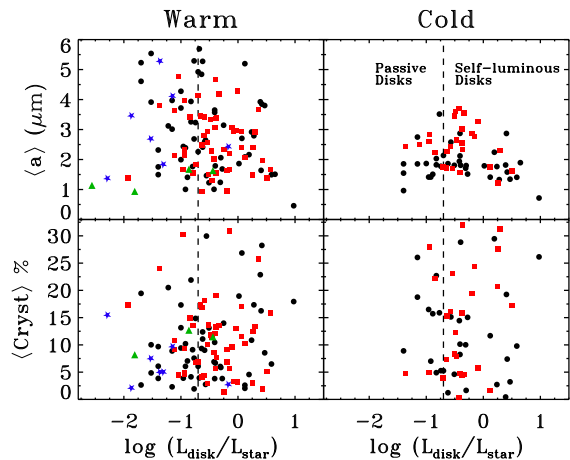 Warm Cold
6
5
4
3
2
1
0
⟨a⟩ (μm)
Passive Disks
Self-luminous Disks
30
25
20
15
10
5
0
⟨Cryst⟩ %
-2 -1 0 1 -2 -1 0 1
log (L_disk/L_star) log (L_disk/L_star)